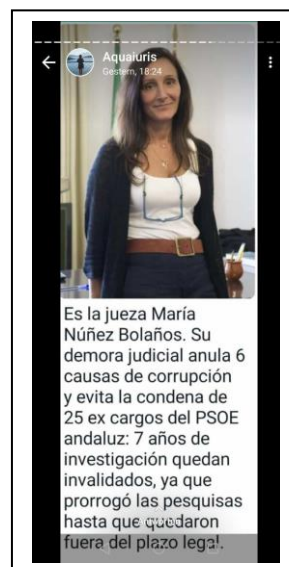 Aquaiuris
Gestern, 18:24
Es la jueza María
Núñez Bolaños. Su
demora judicial anula 6
causas de corrupción
y evita la condena de
25 ex cargos del PSOE
andaluz: 7 años de
investigación quedan
invalidados, ya que
prorrogó las pesquisas
hasta que quedaron
fuera del plazo legal.